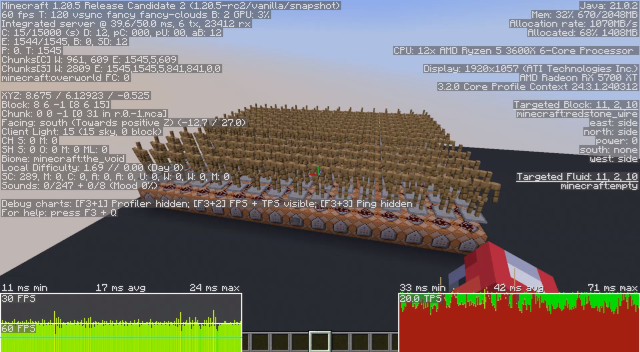 Minecraft 1.20.5 Release Candidate 2 (1.20.5-rc2/vanilla/snapshot)
60 fps T: 120 vsync fancy fancy-clouds B: 2 GPU: 3%
Integrated server @ 39.6/50.0 ms, 6 tx, 23412 rx
C: 15/15000 (s) D: 12, pC: 000, pU: 00, aB: 12
E: 1544/1545, B: 0, SD: 12
P: 0. T: 1545
Chunks[C] W: 961, 609 E: 1545,5,609
Chunks[S] W: 2809 E: 1545,1545,5,841,841,0,0
minecraft:overworld FC: 0
XYZ: 8.675 / 6.12923 / -0.525
Block: 8 6 -1 [8 6 15]
Chunk: 0 0 -1 [0 31 in r.0.-1.mca]
Facing: south (Towards positive Z) (-12.7 / 27.0)
Client Light: 15 (15 sky, 0 block)
CH S: 0 M: 0
SH S: 0 O: 0 M: 0 ML: 0
Biome: minecraft:the_void
Local Difficulty: 1.69 // 0.00 (Day 0)
SC: 289, M: 0, C: 0, A: 0, A: 0, U: 0, W: 0, W: 0, M: 0
Sounds: 0/247 + 0/8 (Mood 0%)
Debug charts: [F3+1] Profiler hidden; [F3+2] FPS + TPS visible; [F3+3] Ping hidden
For help: press F3 + Q
Java: 21.0.2
Mem: 32% 670/2048MB
Allocation rate: 1070MB/s
Allocated: 68% 1408MB
CPU: 12x AMD Ryzen 5 3600X 6-Core Processor
Display: 1920x1057 (ATI Technologies Inc.)
AMD Radeon RX 5700 XT
3.2.0 Core Profile Context 24.3.1.240312
Targeted Block: 11, 2, 10
minecraft:redstone_wire
east: side
north: side
power: 0
south: none
west: side
Targeted Fluid: 11, 2, 10
minecraft:empty
11 ms min 17 ms avg 24 ms max
30 FPS
60 FPS
33 ms min 42 ms avg 71 ms max
20.0 TPS